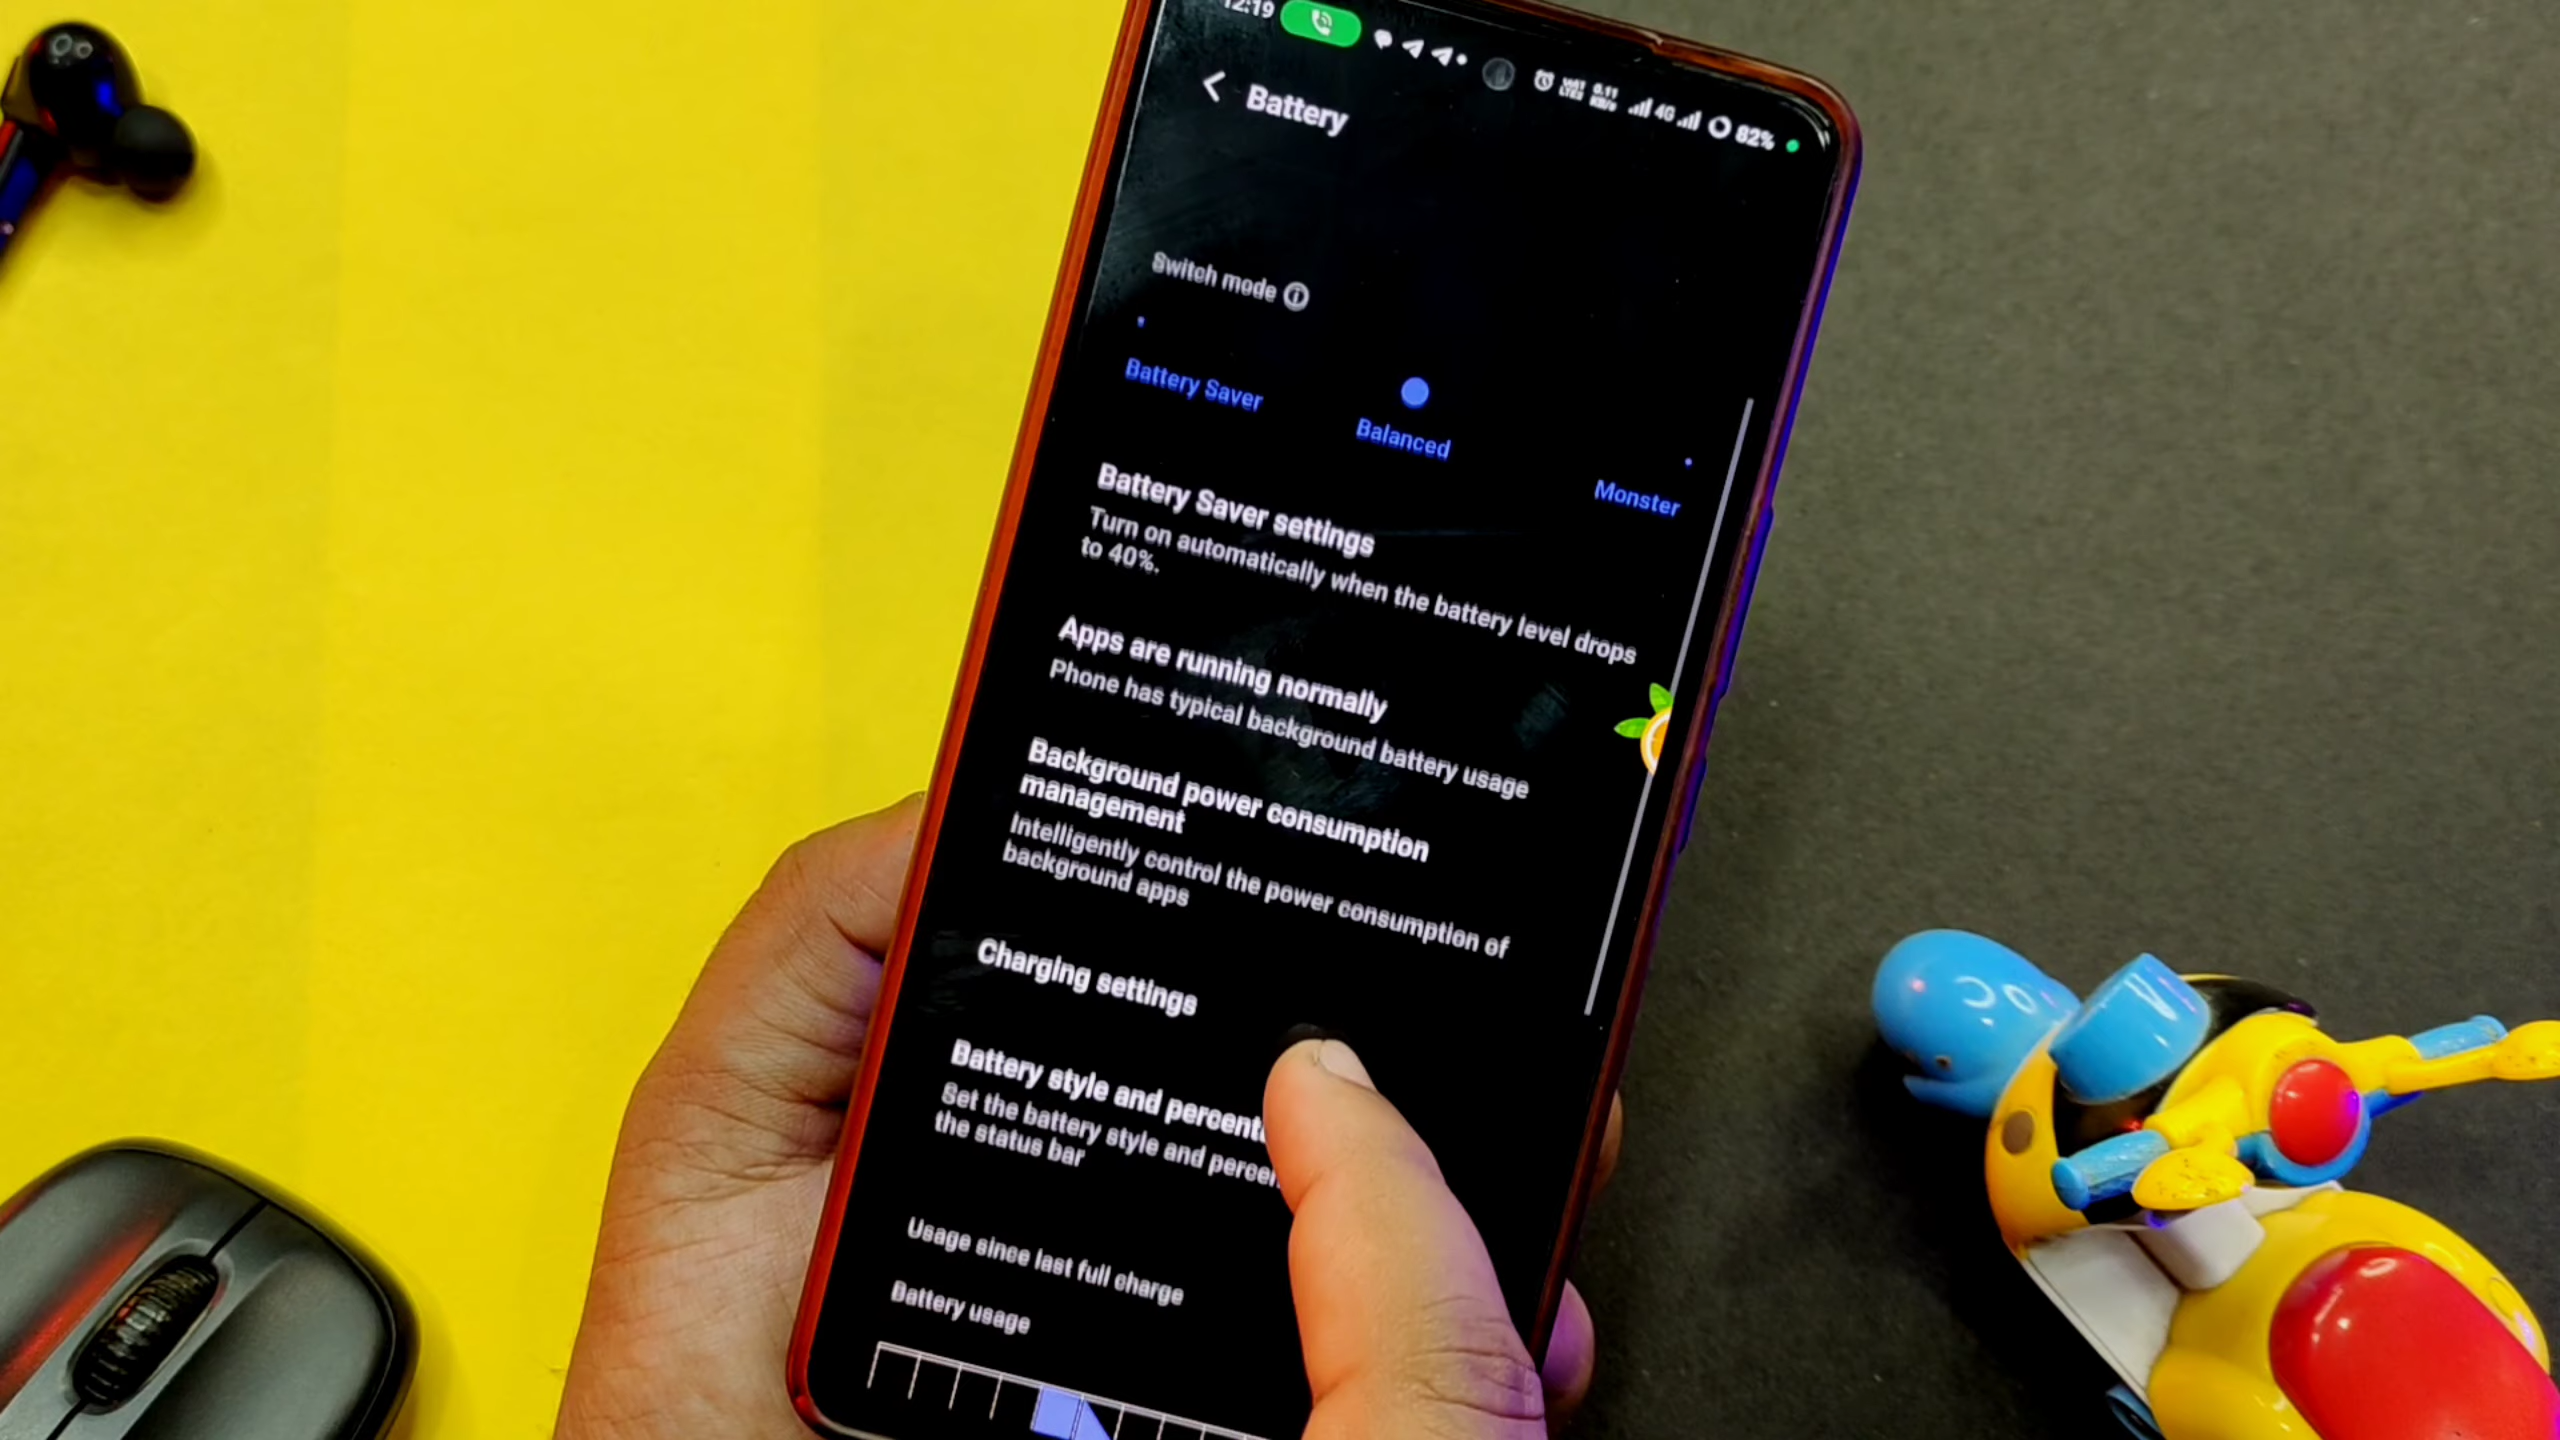 12:19 4G 82%
Battery
Switch mode
Battery Saver
Balanced
Monster
Battery Saver settings
Turn on automatically when the battery level drops
to 40%.
Apps are running normally
Phone has typical background battery usage
Background power consumption
management
Intelligently control the power consumption of
background apps
Charging settings
Battery style and
Set the battery style and
the status bar
Usage since last full charge
Battery usage